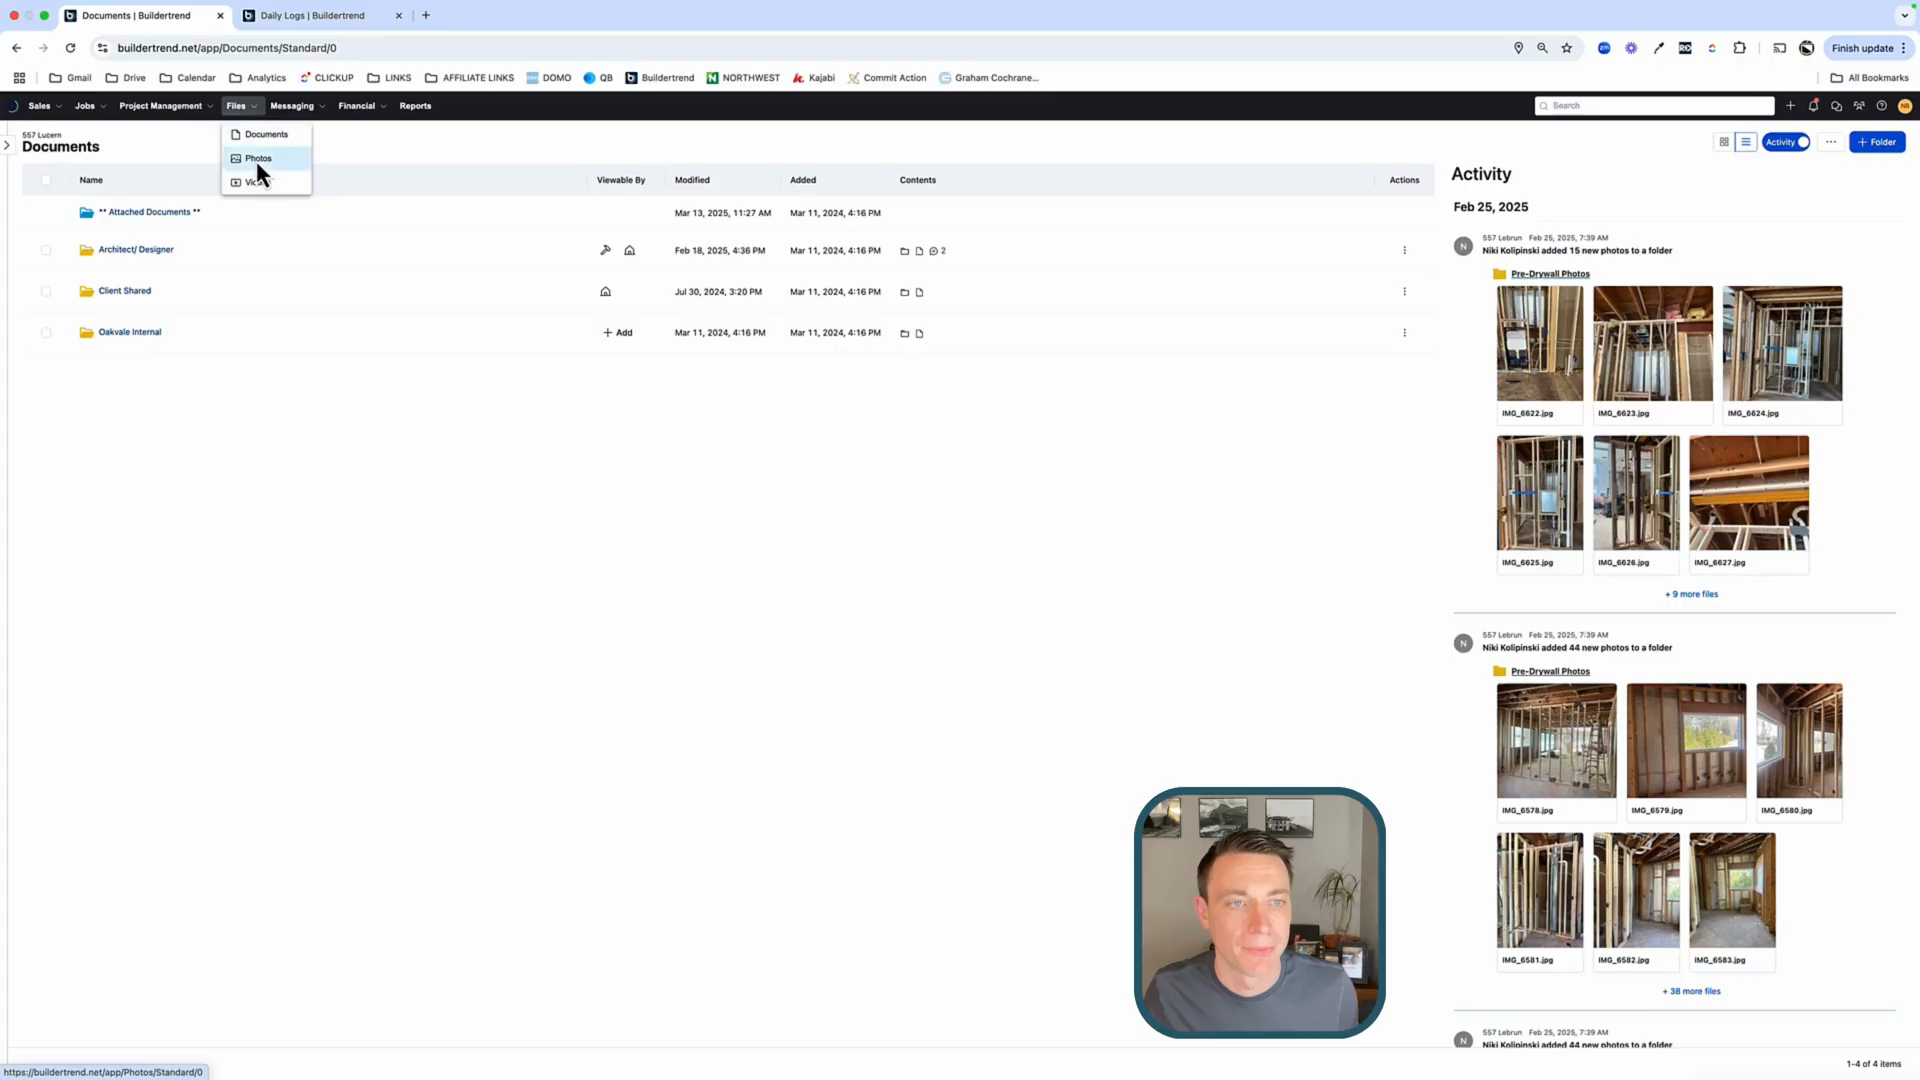 Documents | Buildertrend
Daily Logs | Buildertrend
buildertrend.net/app/Documents/Standard/0
Finish update
Gmail
Drive
Calendar
Analytics
CLICKUP
LINKS
AFFILIATE LINKS
DOMO
QB
Buildertrend
NORTHWEST
Kajabi
Commit Action
Graham Cochrane...
All Bookmarks
Sales
Jobs
Project Management
Files
Messaging
Financial
Reports
Search
NB
557 Lucern
Documents
Documents
Photos
Activity
+ Folder
Name
Viewable By
Modified
Added
Contents
Actions
** Attached Documents **
Mar 13, 2025, 11:27 AM
Mar 11, 2024, 4:16 PM
Architect/ Designer
Feb 18, 2025, 4:36 PM
Mar 11, 2024, 4:16 PM
2
Client Shared
Jul 30, 2024, 3:20 PM
Mar 11, 2024, 4:16 PM
Oakvale Internal
+ Add
Mar 11, 2024, 4:16 PM
Mar 11, 2024, 4:16 PM
Activity
Feb 25, 2025
N
557 Lebrun Feb 25, 2025, 7:39 AM
Niki Kolipinski added 15 new photos to a folder
Pre-Drywall Photos
IMG_6622.jpg
IMG_6623.jpg
IMG_6624.jpg
IMG_6625.jpg
IMG_6626.jpg
IMG_6627.jpg
+ 9 more files
N
557 Lebrun Feb 25, 2025, 7:39 AM
Niki Kolipinski added 44 new photos to a folder
Pre-Drywall Photos
IMG_6578.jpg
IMG_6579.jpg
IMG_6580.jpg
IMG_6581.jpg
IMG_6582.jpg
IMG_6583.jpg
+ 38 more files
N
557 Lebrun Feb 25, 2025, 7:39 AM
Niki Kolipinski added 44 new photos to a folder
1-4 of 4 items
https://buildertrend.net/app/Photos/Standard/0